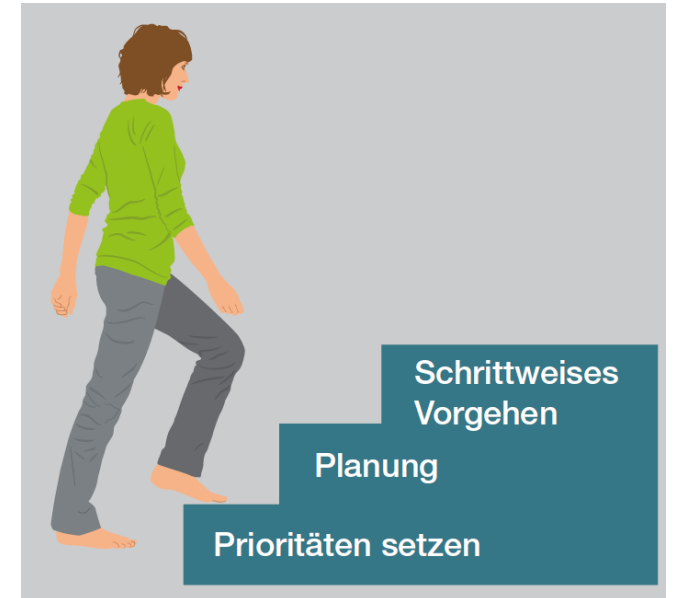 Schrittweises
Vorgehen
Planung
Prioritäten setzen